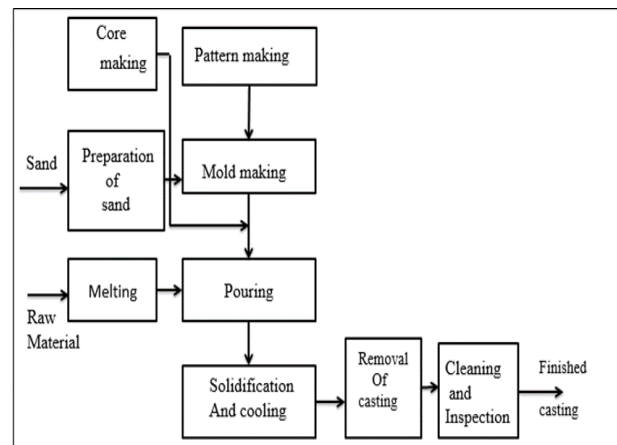 Core
making
Pattern making
Sand
Preparation
of
sand
Mold making
Raw
Material
Melting
Pouring
Solidification
And cooling
Removal
Of
casting
Cleaning
and
Inspection
Finished
casting